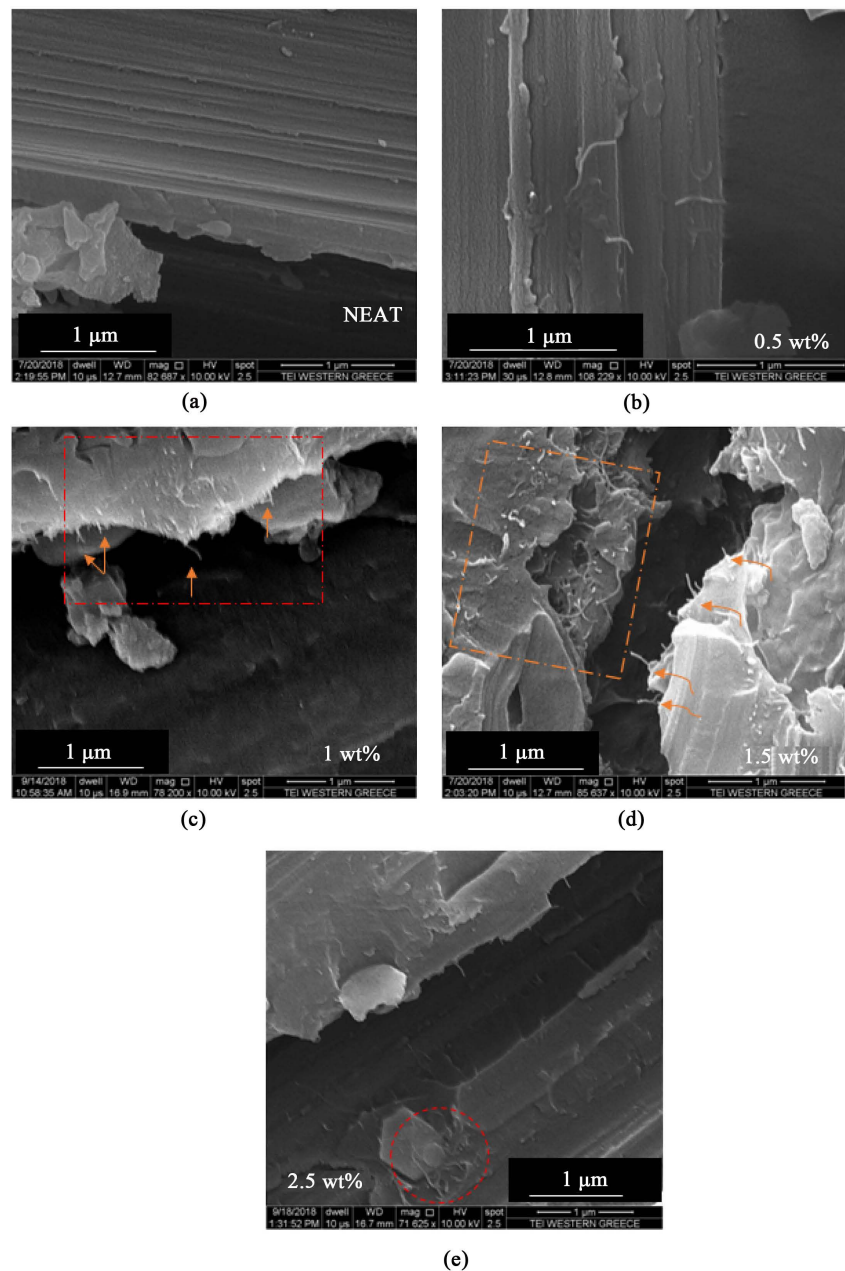 1 μm
NEAT
7/20/2018 dwell WD mag HV spot 1 μm
2:19:55 PM 10 μs 12.7 mm 82 687 x 10.00 kV 2.5 TEI WESTERN GREECE
(a)
1 μm
0.5 wt%
7/20/2018 dwell WD mag HV spot 1 μm
3:11:23 PM 30 μs 12.8 mm 108 229 x 10.00 kV 2.5 TEI WESTERN GREECE
(b)
1 μm
1 wt%
9/14/2018 dwell WD mag HV spot 1 μm
10:58:35 AM 10 μs 16.9 mm 78 200 x 10.00 kV 2.5 TEI WESTERN GREECE
(c)
1 μm
1.5 wt%
7/20/2018 dwell WD mag HV spot 1 μm
2:03:20 PM 10 μs 12.7 mm 85 637 x 10.00 kV 2.5 TEI WESTERN GREECE
(d)
2.5 wt%
1 μm
9/18/2018 dwell WD mag HV spot 1 μm
1:31:52 PM 10 μs 16.7 mm 71 625 x 10.00 kV 2.5 TEI WESTERN GREECE
(e)